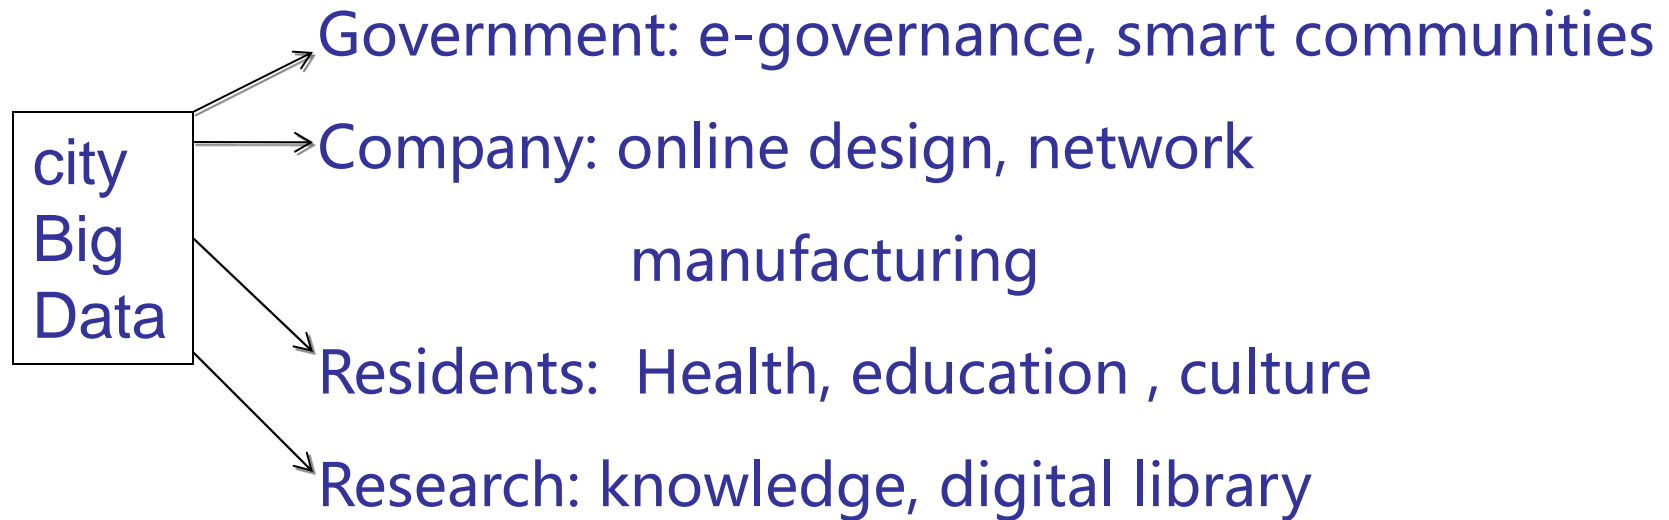 Government: e-governance, smart communities
city
Big
Data
Company: online design, network
manufacturing
Residents: Health, education , culture
Research: knowledge, digital library